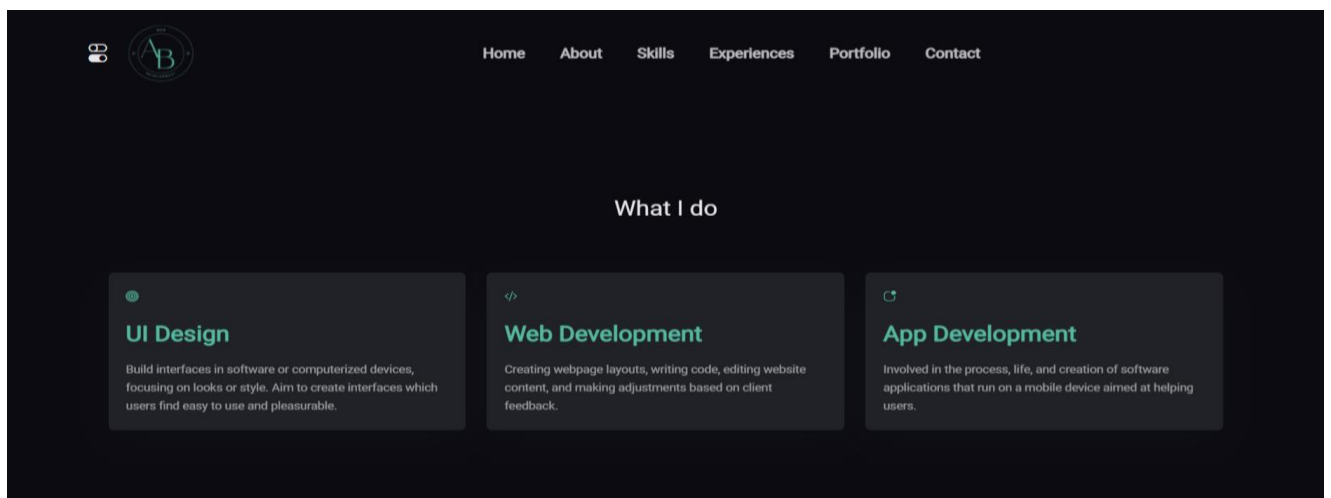 AB
Home About Skills Experiences Portfolio Contact
What I do
UI Design
Build interfaces in software or computerized devices,
focusing on looks or style. Aim to create interfaces which
users find easy to use and pleasurable.
</> 
Web Development
Creating webpage layouts, writing code, editing website
content, and making adjustments based on client
feedback.
App Development
Involved in the process, life, and creation of software
applications that run on a mobile device aimed at helping
users.